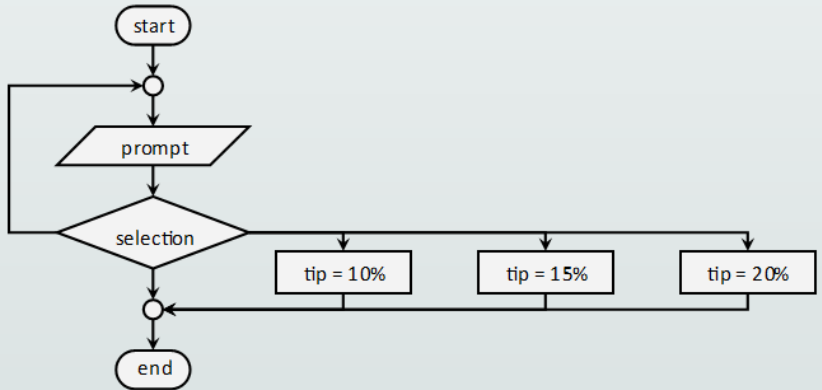 start
prompt
selection
tip = 10%
tip = 15%
tip = 20%
end